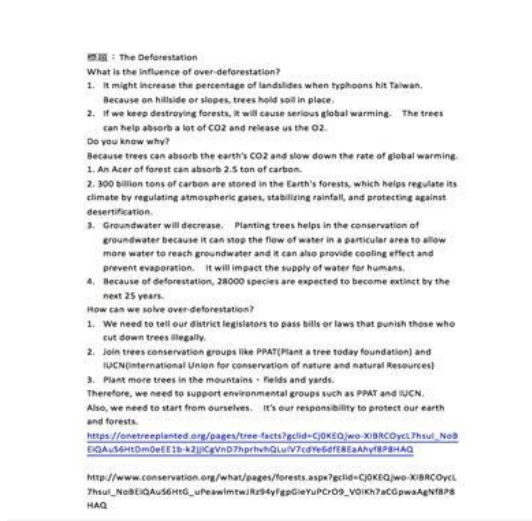 標題：The Deforestation
What is the influence of over-deforestation?
1. It might increase the percentage of landslides when typhoons hit Taiwan.
Because on hillside or slopes, trees hold soil in place.
2. If we keep destroying forests, it will cause serious global warming. The trees
can help absorb a lot of CO2 and release us the O2.
Do you know why?
Because trees can absorb the earth's CO2 and slow down the rate of global warming.
1. An Acer of forest can absorb 2.5 ton of carbon.
2. 300 billion tons of carbon are stored in the Earth's forests, which helps regulate its
climate by regulating atmospheric gases, stabilizing rainfall, and protecting against
desertification.
3. Groundwater will decrease. Planting trees helps in the conservation of
groundwater because it can stop the flow of water in a particular area to allow
more water to reach groundwater and it can also provide cooling effect and
prevent evaporation. It will impact the supply of water for humans.
4. Because of deforestation, 28000 species are expected to become extinct by the
next 25 years.
How can we solve over-deforestation?
1. We need to tell our district legislators to pass bills or laws that punish those who
cut down trees illegally.
2. Join trees conservation groups like PPAT(Plant a tree today foundation) and
IUCN(International Union for conservation of nature and natural Resources)
3. Plant more trees in the mountains、fields and yards.
Therefore, we need to support environmental groups such as PPAT and IUCN.
Also, we need to start from ourselves. It's our responsibility to protect our earth
and forests.
https://onetreeplanted.org/pages/tree-facts?gclid=Cj0KEQjwo-XIBRCOycL7hsuI_NoB
EiQAuS6HtDm0eEE1b-k2jJlCgVnD7hprhvhQLuIV7cdYe6dfE8EaAhyf8P8HAQ
http://www.conservation.org/what/pages/forests.aspx?gclid=Cj0KEQjwo-XIBRCOycL
7hsuI_NoBEiQAuS6HtG_uPeawlmtwJRz94yFgpGieYuPCrO9_V0IKh7aCGpwaAgNf8P8
HAQ